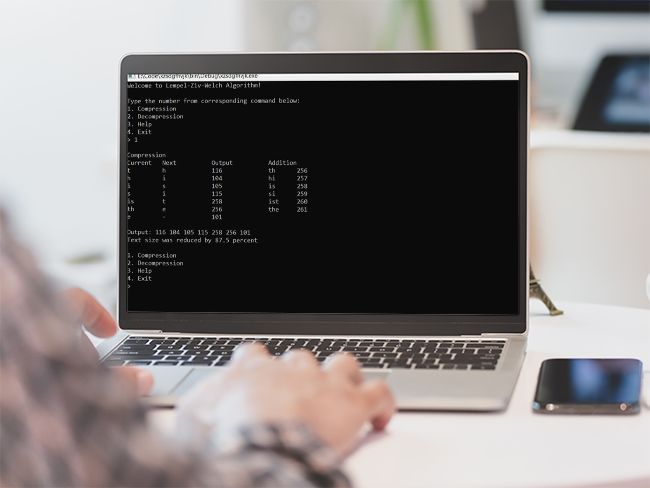 Welcome to Lempel-Ziv-Welch Algorithm!
Type the number from corresponding command below:
1. Compression
2. Decompression
3. Help
4. Exit
> 1
Compression
Current Next Output Addition
t h 116 th 256
h i 104 hi 257
i s 105 is 258
s i 115 si 259
is t 258 ist 260
th e 256 the 261
e - 101
Output: 116 104 105 115 258 256 101
Text size was reduced by 87.5 percent
1. Compression
2. Decompression
3. Help
4. Exit
>